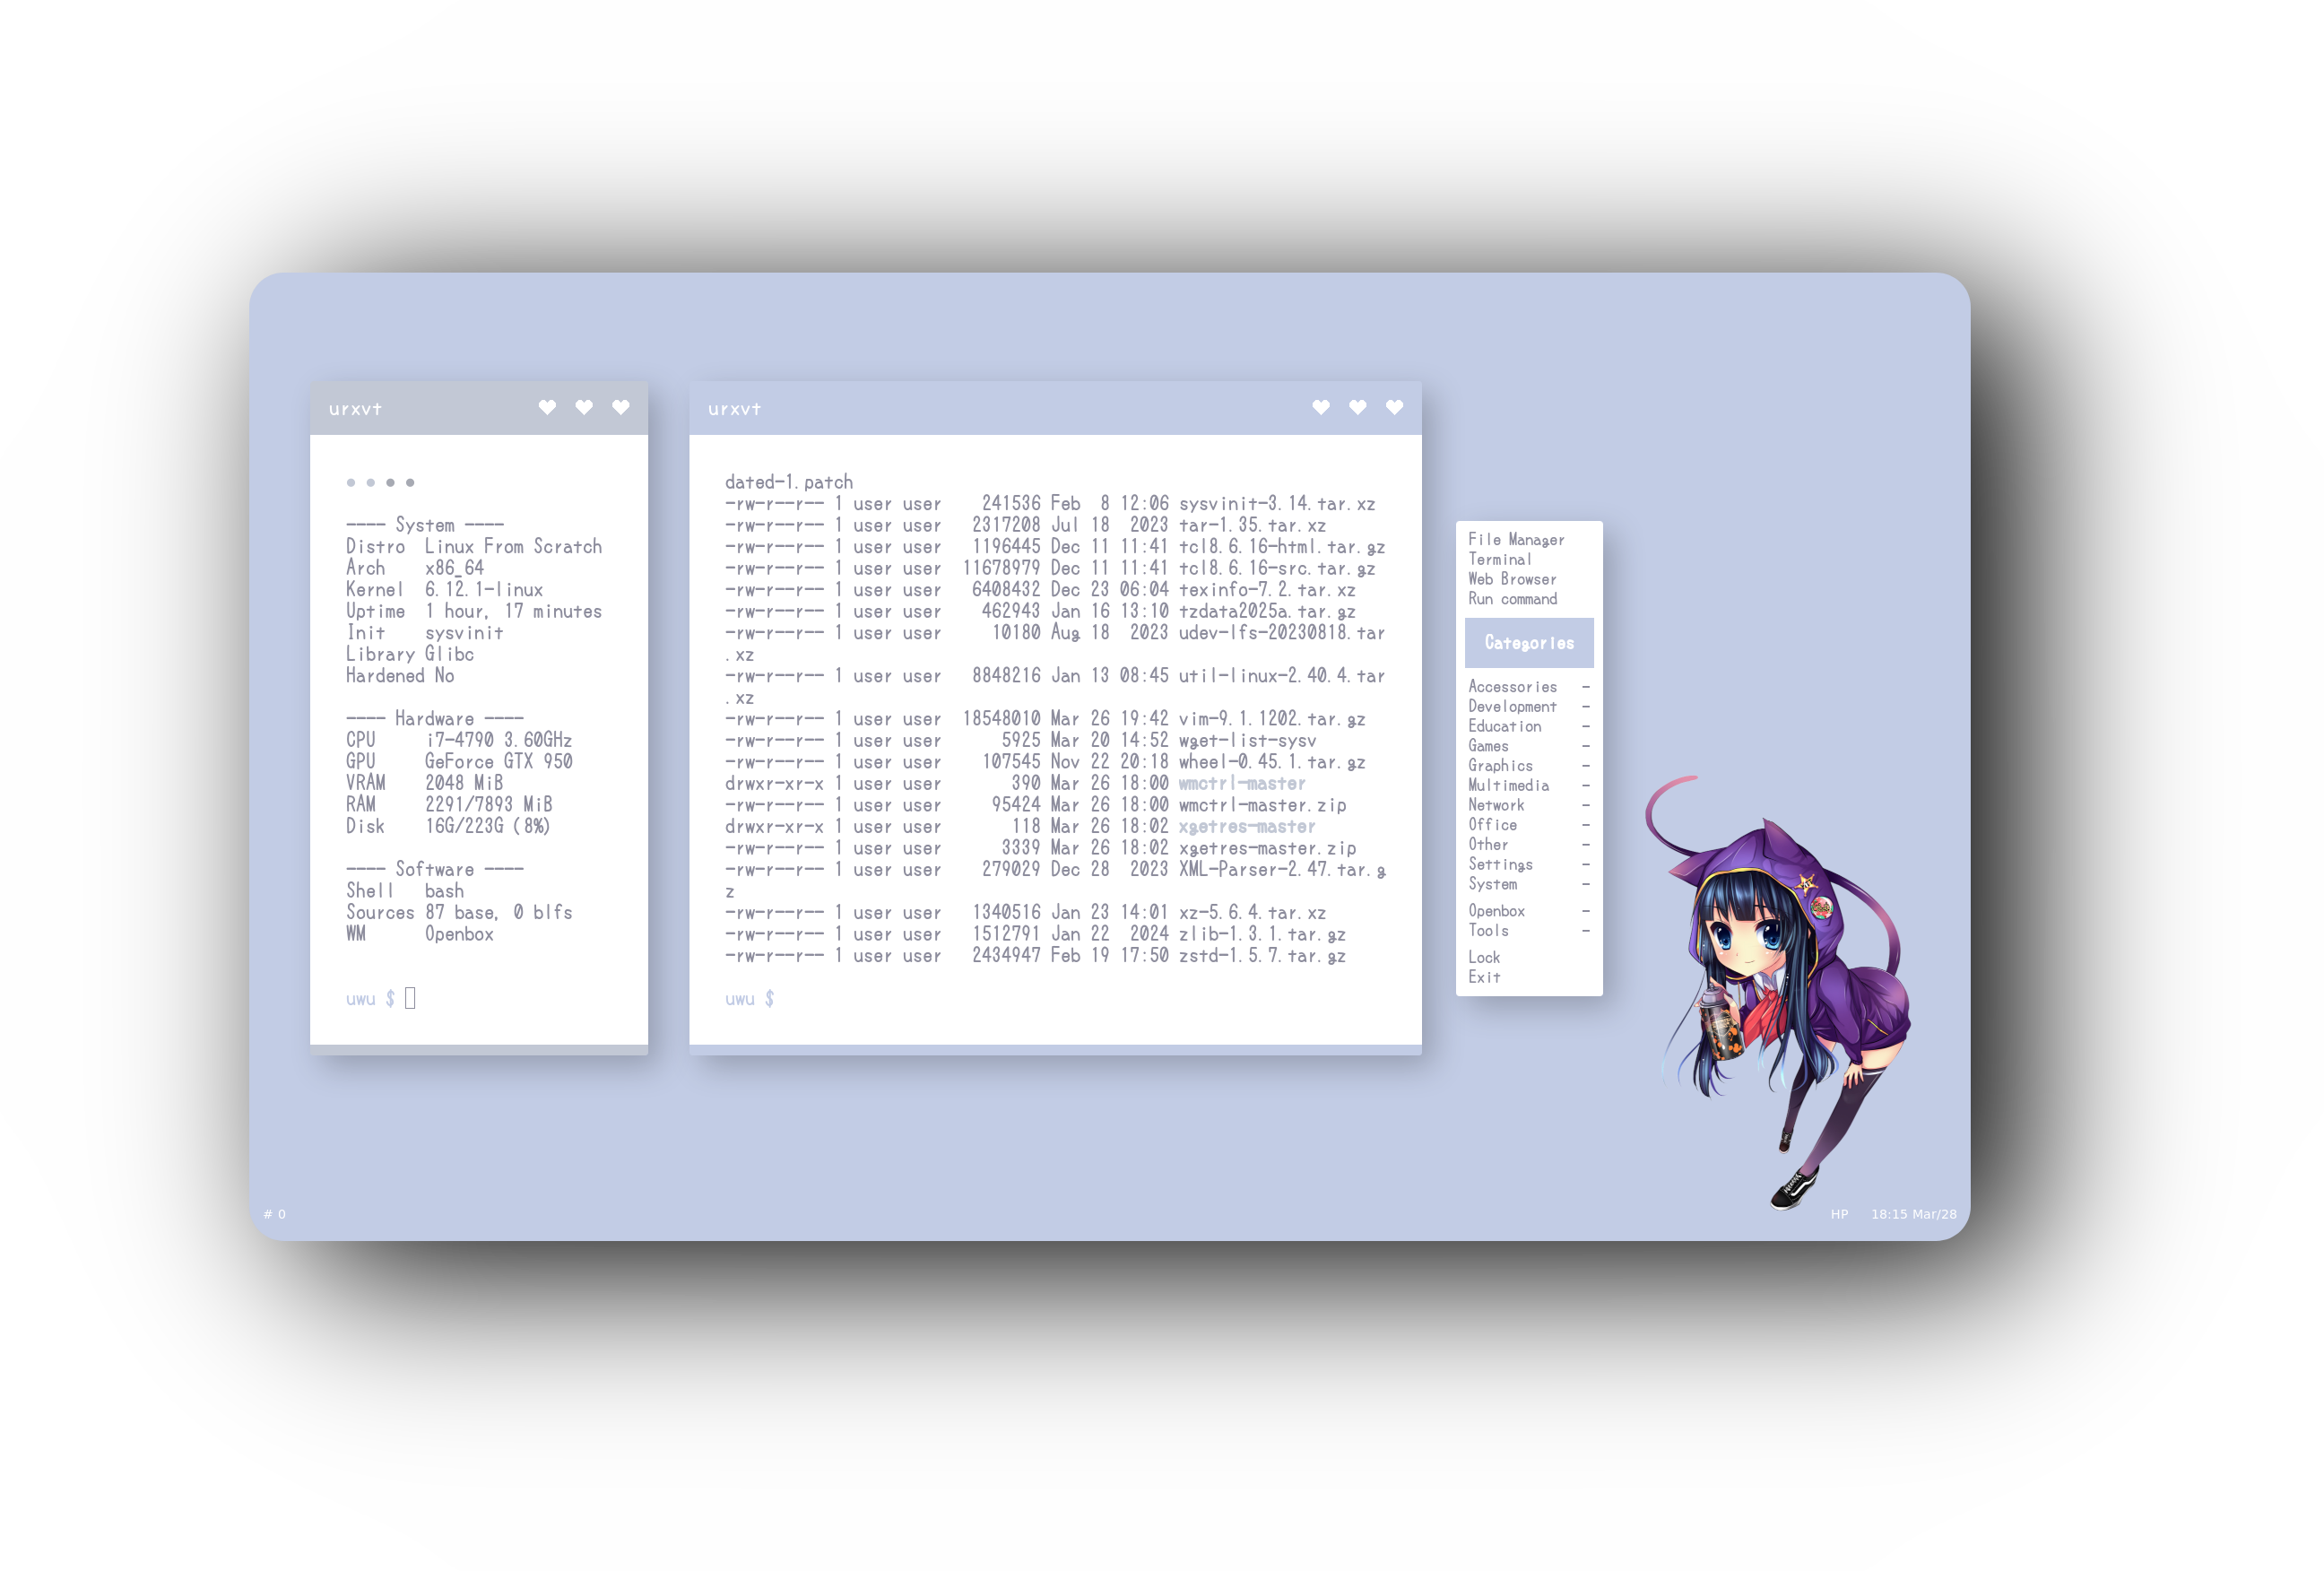 urxvt
---- System ----
Distro  Linux From Scratch
Arch    x86_64
Kernel  6.12.1-linux
Uptime  1 hour, 17 minutes
Init    sysvinit
Library Glibc
Hardened No
---- Hardware ----
CPU     i7-4790 3.60GHz
GPU     GeForce GTX 950
VRAM    2048 MiB
RAM     2291/7893 MiB
Disk    16G/223G (8%)
---- Software ----
Shell   bash
Sources 87 base, 0 blfs
WM      Openbox
uwu $
urxvt
dated-1.patch
-rw-r--r-- 1 user user    241536 Feb  8 12:06 sysvinit-3.14.tar.xz
-rw-r--r-- 1 user user   2317208 Jul 18  2023 tar-1.35.tar.xz
-rw-r--r-- 1 user user   1196445 Dec 11 11:41 tcl8.6.16-html.tar.gz
-rw-r--r-- 1 user user  11678979 Dec 11 11:41 tcl8.6.16-src.tar.gz
-rw-r--r-- 1 user user   6408432 Dec 23 06:04 texinfo-7.2.tar.xz
-rw-r--r-- 1 user user    462943 Jan 16 13:10 tzdata2025a.tar.gz
-rw-r--r-- 1 user user     10180 Aug 18  2023 udev-lfs-20230818.tar
.xz
-rw-r--r-- 1 user user   8848216 Jan 13 08:45 util-linux-2.40.4.tar
.xz
-rw-r--r-- 1 user user  18548010 Mar 26 19:42 vim-9.1.1202.tar.gz
-rw-r--r-- 1 user user      5925 Mar 20 14:52 wget-list-sysv
-rw-r--r-- 1 user user    107545 Nov 22 20:18 wheel-0.45.1.tar.gz
drwxr-xr-x 1 user user       390 Mar 26 18:00 wmctrl-master
-rw-r--r-- 1 user user     95424 Mar 26 18:00 wmctrl-master.zip
drwxr-xr-x 1 user user       118 Mar 26 18:02 xgetres-master
-rw-r--r-- 1 user user      3339 Mar 26 18:02 xgetres-master.zip
-rw-r--r-- 1 user user    279029 Dec 28  2023 XML-Parser-2.47.tar.g
z
-rw-r--r-- 1 user user   1340516 Jan 23 14:01 xz-5.6.4.tar.xz
-rw-r--r-- 1 user user   1512791 Jan 22  2024 zlib-1.3.1.tar.gz
-rw-r--r-- 1 user user   2434947 Feb 19 17:50 zstd-1.5.7.tar.gz
uwu $
File Manager
Terminal
Web Browser
Run command
Categories
Accessories -
Development -
Education -
Games -
Graphics -
Multimedia -
Network -
Office -
Other -
Settings -
System -
Openbox -
Tools -
Lock
Exit
# 0
HP 18:15 Mar/28